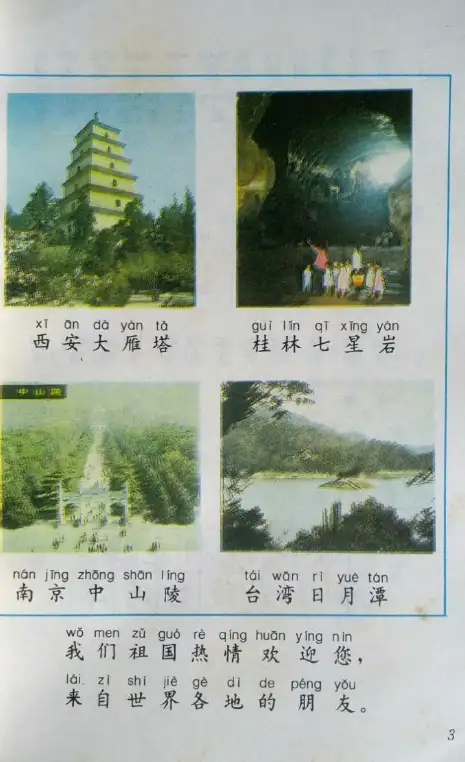 xī ān dà yàn tǎ guì lín qī xīng yán
西安大雁塔 桂林七星岩
中山陵
nán jīng zhōng shān líng tái wān rì yuè tán
南京中山陵 台湾日月潭
wǒ men zǔ guó rè qíng huān yíng nín
我们祖国热情欢迎您，
lái zì shì jiè gè dì de péng yǒu
来自世界各地的朋友。
3